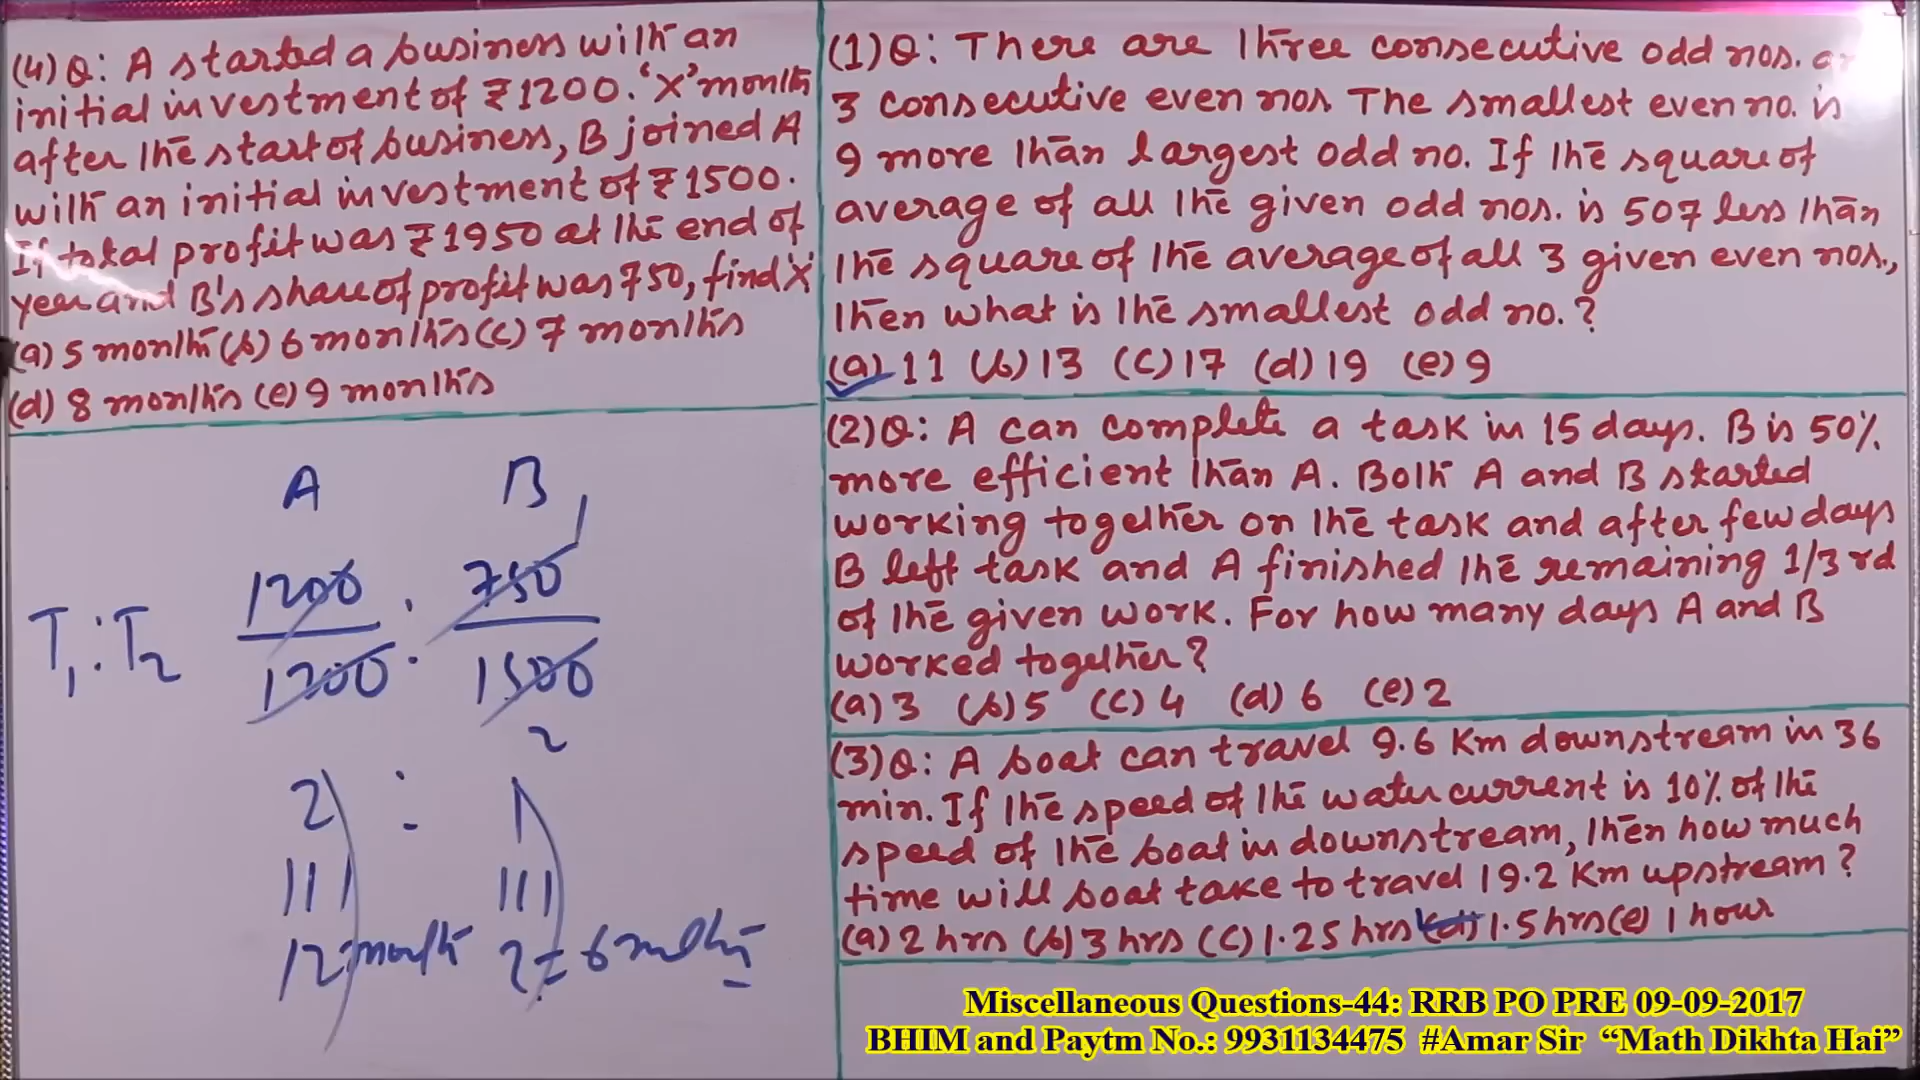 (4)Q: A started a business with an
initial investment of ₹1200. 'X' month
after the start of business, B joined A
with an initial investment of ₹1500.
If total profit was ₹1950 at the end of
year and B's share of profit was 750, find 'X'
(a) 5 month (b) 6 months (c) 7 months
(d) 8 months (e) 9 months
A B
1200 : 750 1
T₁:T₂
1200 : 1500
2
2 : 1
12 month ? = 6 months
(1)Q: There are three consecutive odd nos.
3 consecutive even nos. The smallest even no. is
9 more than largest odd no. If the square of
average of all the given odd nos. is 507 less than
the square of the average of all 3 given even nos.,
then what is the smallest odd no.?
(a) 11 (b) 13 (c) 17 (d) 19 (e) 9
(2)Q: A can complete a task in 15 days. B is 50%
more efficient than A. Both A and B started
working together on the task and after few days
B left task and A finished the remaining 1/3 rd
of the given work. For how many days A and B
worked together?
(a) 3 (b) 5 (c) 4 (d) 6 (e) 2
(3)Q: A boat can travel 9.6 Km downstream in 36
min. If the speed of the water current is 10% of the
speed of the boat in downstream, then how much
time will boat take to travel 19.2 Km upstream?
(a) 2 hrs (b) 3 hrs (c) 1.25 hrs (d) 1.5 hrs (e) 1 hour
Miscellaneous Questions-44: RRB PO PRE 09-09-2017
BHIM and Paytm No.: 9931134475 #Amar Sir “Math Dikhta Hai”